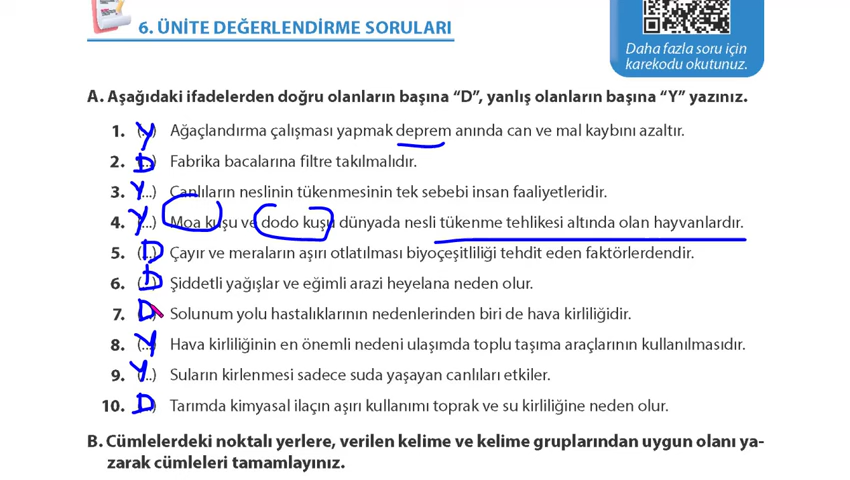 6. ÜNİTE DEĞERLENDİRME SORULARI
Daha fazla soru için
karekodu okutunuz.
A. Aşağıdaki ifadelerden doğru olanların başına “D”, yanlış olanların başına “Y” yazınız.
1. (...) Y Ağaçlandırma çalışması yapmak deprem anında can ve mal kaybını azaltır.
2. (...) D Fabrika bacalarına filtre takılmalıdır.
3. (...) Y Canlıların neslinin tükenmesinin tek sebebi insan faaliyetleridir.
4. (...) Y Moa kuşu ve dodo kuşu dünyada nesli tükenme tehlikesi altında olan hayvanlardır.
5. (...) D Çayır ve meraların aşırı otlatılması biyoçeşitliliği tehdit eden faktörlerdendir.
6. (...) D Şiddetli yağışlar ve eğimli arazi heyelana neden olur.
7. (...) D Solunum yolu hastalıklarının nedenlerinden biri de hava kirliliğidir.
8. (...) Y Hava kirliliğinin en önemli nedeni ulaşımda toplu taşıma araçlarının kullanılmasıdır.
9. (...) Y Suların kirlenmesi sadece suda yaşayan canlıları etkiler.
10. (...) D Tarımda kimyasal ilaçın aşırı kullanımı toprak ve su kirliliğine neden olur.
B. Cümlelerdeki noktalı yerlere, verilen kelime ve kelime gruplarından uygun olanı ya-
zarak cümleleri tamamlayınız.